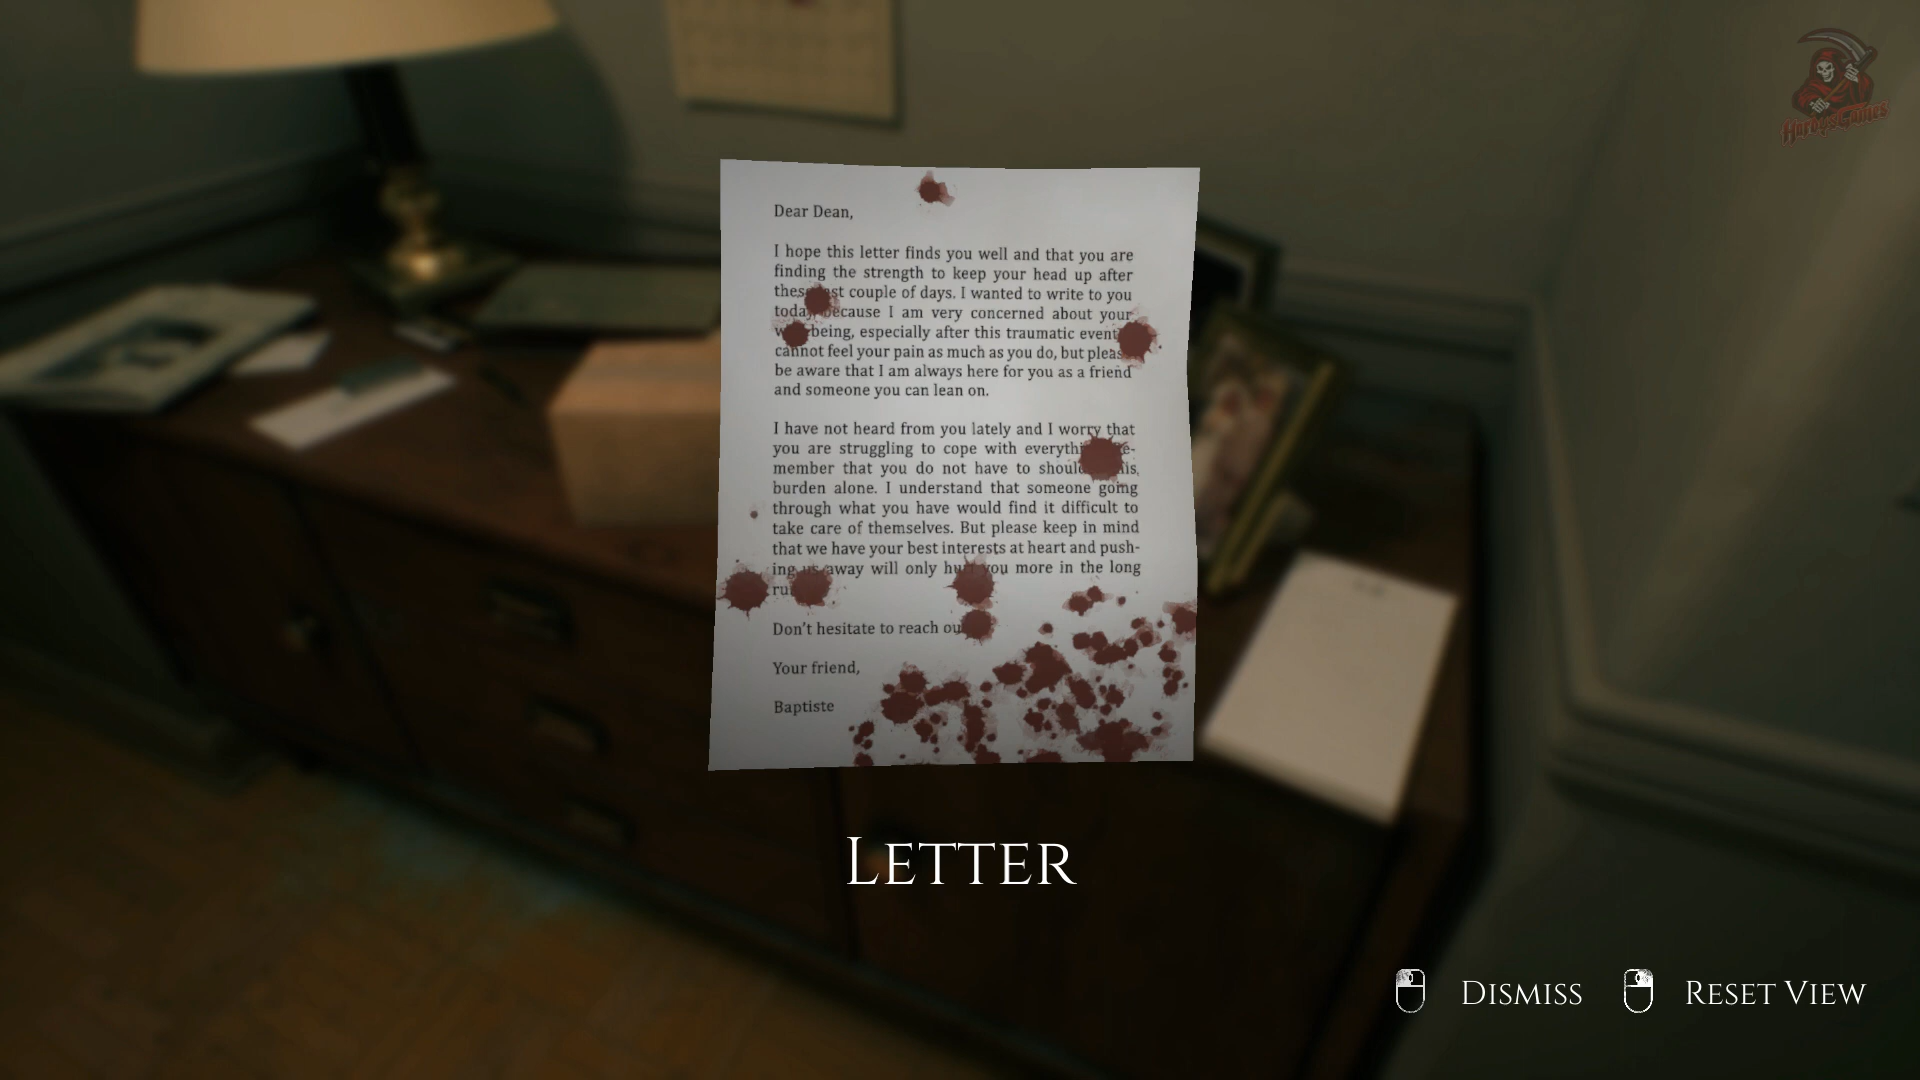 HarbysGames
Dear Dean,
I hope this letter finds you well and that you are
finding the strength to keep your head up after
these couple of days. I wanted to write to you
today, because I am very concerned about your
being, especially after this traumatic event
cannot feel your pain as much as you do, but please
be aware that I am always here for you as a friend
and someone you can lean on.
I have not heard from you lately and I worry that
you are struggling to cope with
member that you do not have to
burden alone. I understand that someone going
through what you have would find it difficult to
take care of themselves. But please keep in mind
that we have your best interests at heart and push-
ing us away will only hurt you more in the long
Don't hesitate to reach
Your friend,
Baptiste
LETTER
DISMISS RESET VIEW